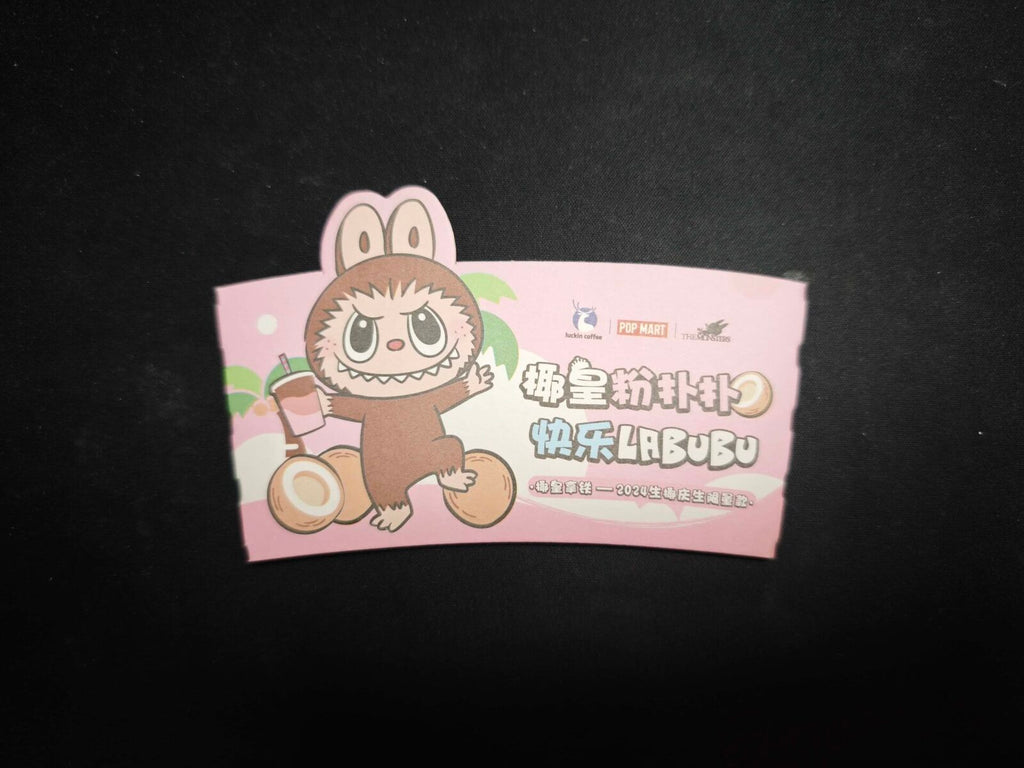 luckin coffee POP MART THE MONSTERS
椰皇粉扑扑
快乐LABUBU
·椰皇拿铁——2024生椰庆生限量款·